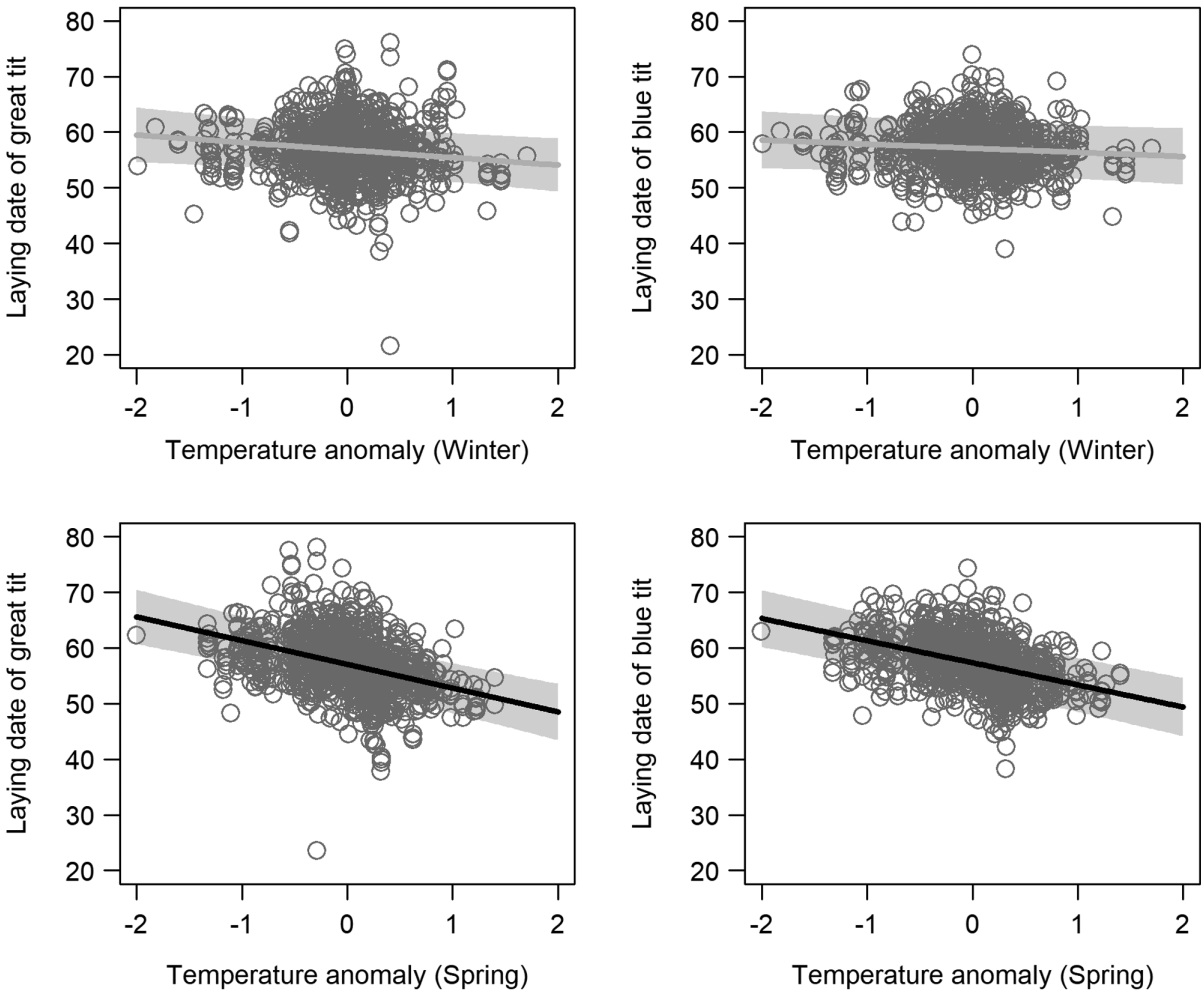 Laying date of great tit
80
70
60
50
40
30
20
-2 -1 0 1 2
Temperature anomaly (Winter)
Laying date of blue tit
80
70
60
50
40
30
20
-2 -1 0 1 2
Temperature anomaly (Winter)
Laying date of great tit
80
70
60
50
40
30
20
-2 -1 0 1 2
Temperature anomaly (Spring)
Laying date of blue tit
80
70
60
50
40
30
20
-2 -1 0 1 2
Temperature anomaly (Spring)